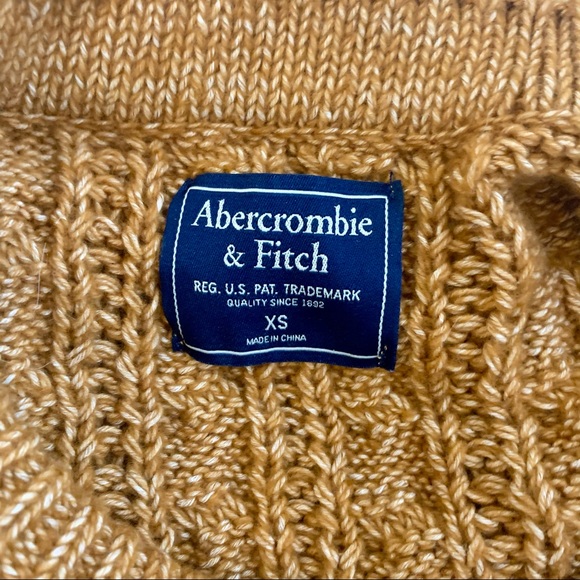 Abercrombie
& Fitch
REG. U.S. PAT. TRADEMARK
QUALITY SINCE 1892
XS
MADE IN CHINA